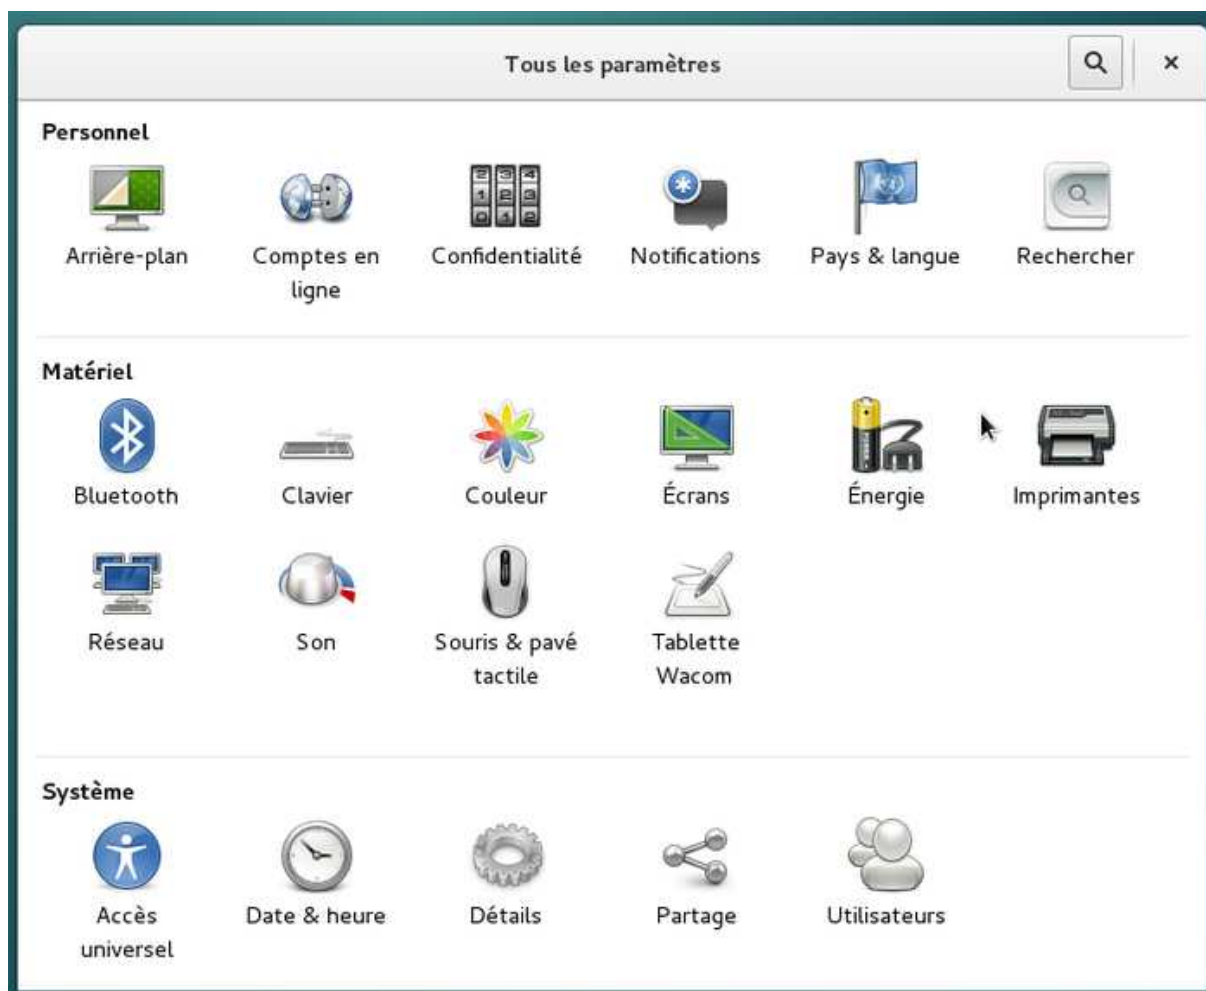 Tous les paramètres
Personnel
Arrière-plan
Comptes en
ligne
Confidentialité
Notifications
Pays & langue
Rechercher
Matériel
Bluetooth
Clavier
Couleur
Écrans
Énergie
Imprimantes
Réseau
Son
Souris & pavé
tactile
Tablette
Wacom
Système
Accès
universel
Date & heure
Détails
Partage
Utilisateurs